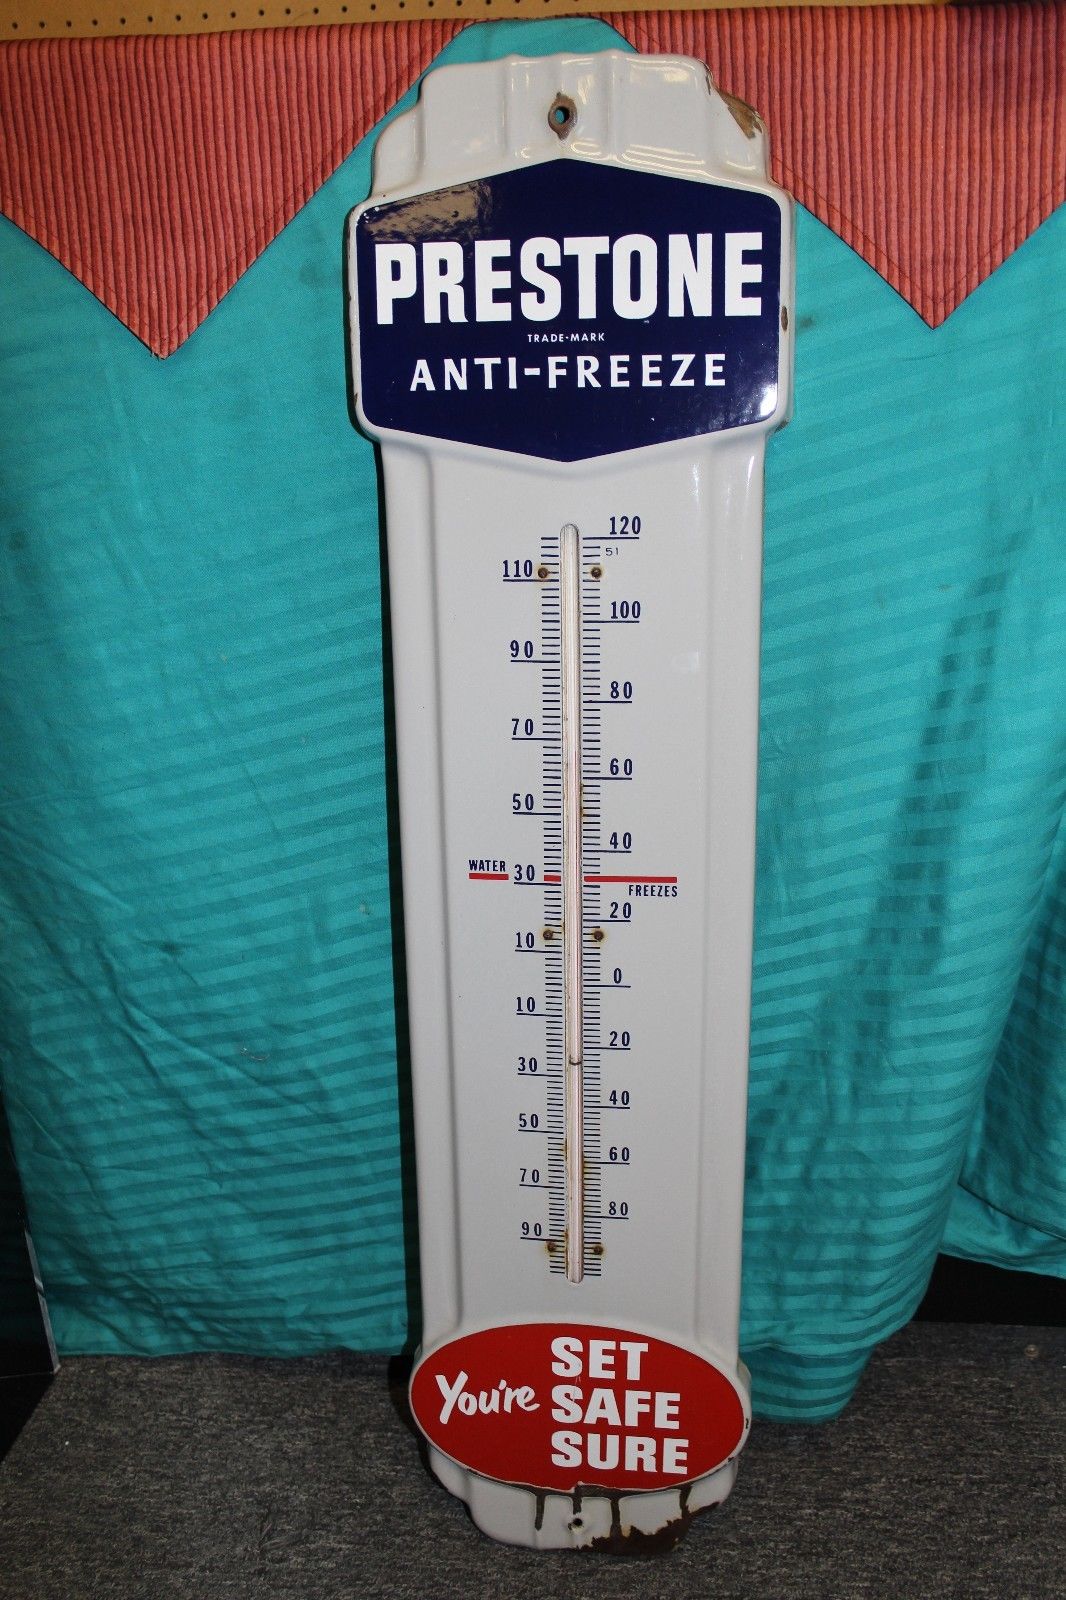 PRESTONE
TRADE-MARK
ANTI-FREEZE
120
51
110
100
90
80
70
60
50
40
WATER 30
FREEZES
20
10
0
10
20
30
40
50
60
70
80
90
You're SET
SAFE
SURE